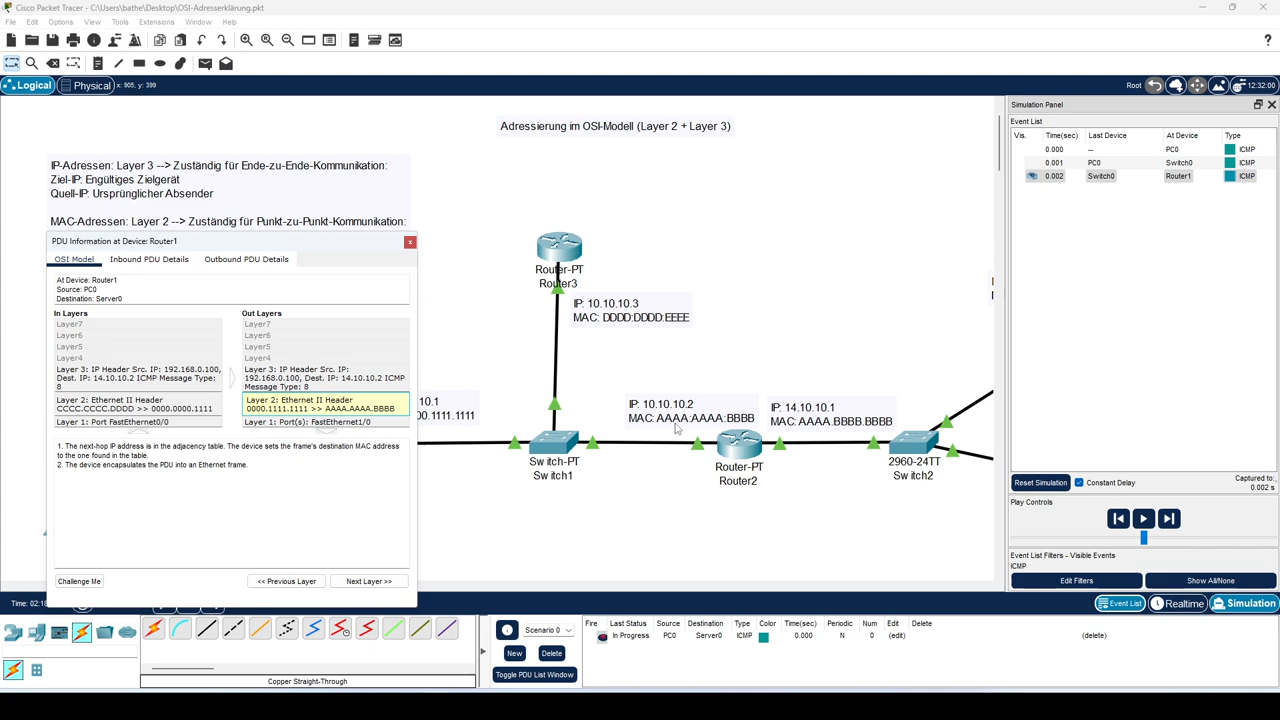 Cisco Packet Tracer - C:\Users\bathe\Desktop\OSI-Adresserklärung.pkt
File Edit Options View Tools Extensions Window Help
?
Logical Physical x: 905, y: 399
Root 12:32:00
Adressierung im OSI-Modell (Layer 2 + Layer 3)
IP-Adressen: Layer 3 --> Zuständig für Ende-zu-Ende-Kommunikation:
Ziel-IP: Engültiges Zielgerät
Quell-IP: Ursprünglicher Absender
MAC-Adressen: Layer 2 --> Zuständig für Punkt-zu-Punkt-Kommunikation:
PDU Information at Device: Router1
OSI Model Inbound PDU Details Outbound PDU Details
At Device: Router1
Source: PC0
Destination: Server0
In Layers
Layer7
Layer6
Layer5
Layer4
Layer 3: IP Header Src. IP: 192.168.0.100,
Dest. IP: 14.10.10.2 ICMP Message Type:
8
Layer 2: Ethernet II Header
CCCC.CCCC.DDDD >> 0000.0000.1111
Layer 1: Port FastEthernet0/0
Out Layers
Layer7
Layer6
Layer5
Layer4
Layer 3: IP Header Src. IP:
192.168.0.100, Dest. IP: 14.10.10.2 ICMP
Message Type: 8
Layer 2: Ethernet II Header
0000.1111.1111 >> AAAA.AAAA.BBBB
Layer 1: Port(s): FastEthernet1/0
1. The next-hop IP address is in the adjacency table. The device sets the frame's destination MAC address
to the one found in the table.
2. The device encapsulates the PDU into an Ethernet frame.
Challenge Me << Previous Layer Next Layer >>
Router-PT
Router3
IP: 10.10.10.3
MAC: DDDD:DDDD:EEEE
0.10.1
00.1111.1111
Switch-PT
Switch1
IP: 10.10.10.2
MAC: AAAA:AAAA:BBBB
Router-PT
Router2
IP: 14.10.10.1
MAC: AAAA.BBBB.BBBB
2960-24TT
Switch2
Simulation Panel
Event List
Vis. Time(sec) Last Device At Device Type
0.000 -- PC0 ICMP
0.001 PC0 Switch0 ICMP
0.002 Switch0 Router1 ICMP
Reset Simulation Constant Delay Captured to:
0.002 s
Play Controls
Event List Filters - Visible Events
ICMP
Edit Filters Show All/None
Event List Realtime Simulation
Copper Straight-Through
Scenario 0
New Delete
Toggle PDU List Window
Fire Last Status Source Destination Type Color Time(sec) Periodic Num Edit Delete
In Progress PC0 Server0 ICMP 0.000 N 0 (edit) (delete)